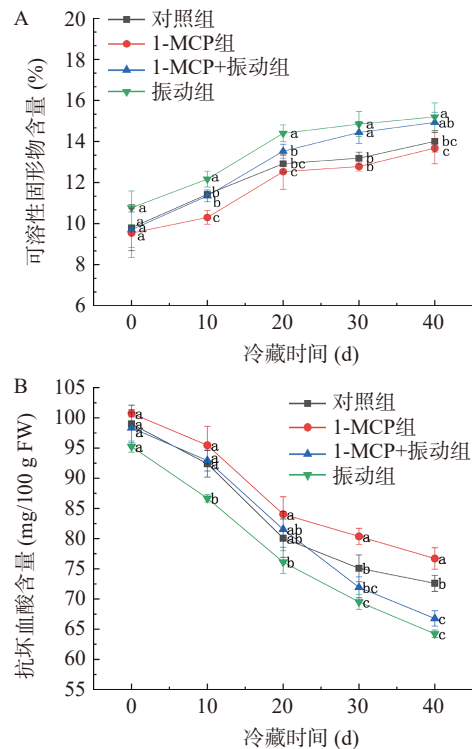 A
20
18
16
14
12
10
8
6
可溶性固形物含量 (%)
对照组
1-MCP组
1-MCP+振动组
振动组
a
a
a
a
a
b
b
c
a
b
bc
c
a
a
b
b
a
ab
bc
c
0 10 20 30 40
冷藏时间 (d)
B
105
100
95
90
85
80
75
70
65
60
55
抗坏血酸含量 (mg/100 g FW)
对照组
1-MCP组
1-MCP+振动组
振动组
a
a
a
a
a
a
a
b
a
ab
ab
b
a
b
bc
c
a
b
c
c
0 10 20 30 40
冷藏时间 (d)